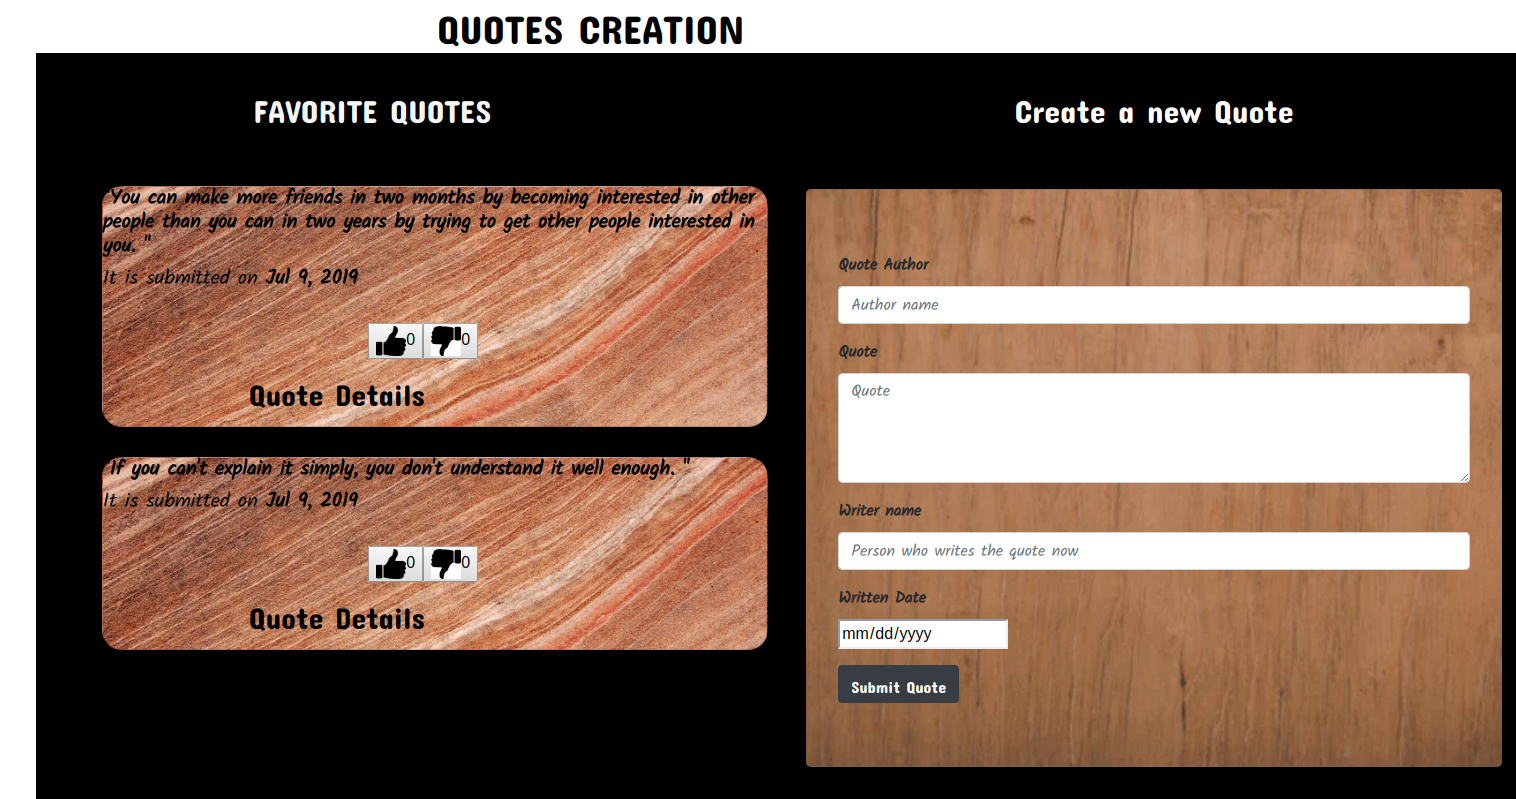 QUOTES CREATION
FAVORITE QUOTES
"You can make more friends in two months by becoming interested in other
people than you can in two years by trying to get other people interested in
you. "
It is submitted on Jul 9, 2019
0 0
Quote Details
"If you can't explain it simply, you don't understand it well enough. "
It is submitted on Jul 9, 2019
0 0
Quote Details
Create a new Quote
Quote Author
Author name
Quote
Quote
Writer name
Person who writes the quote now
Written Date
mm/dd/yyyy
Submit Quote